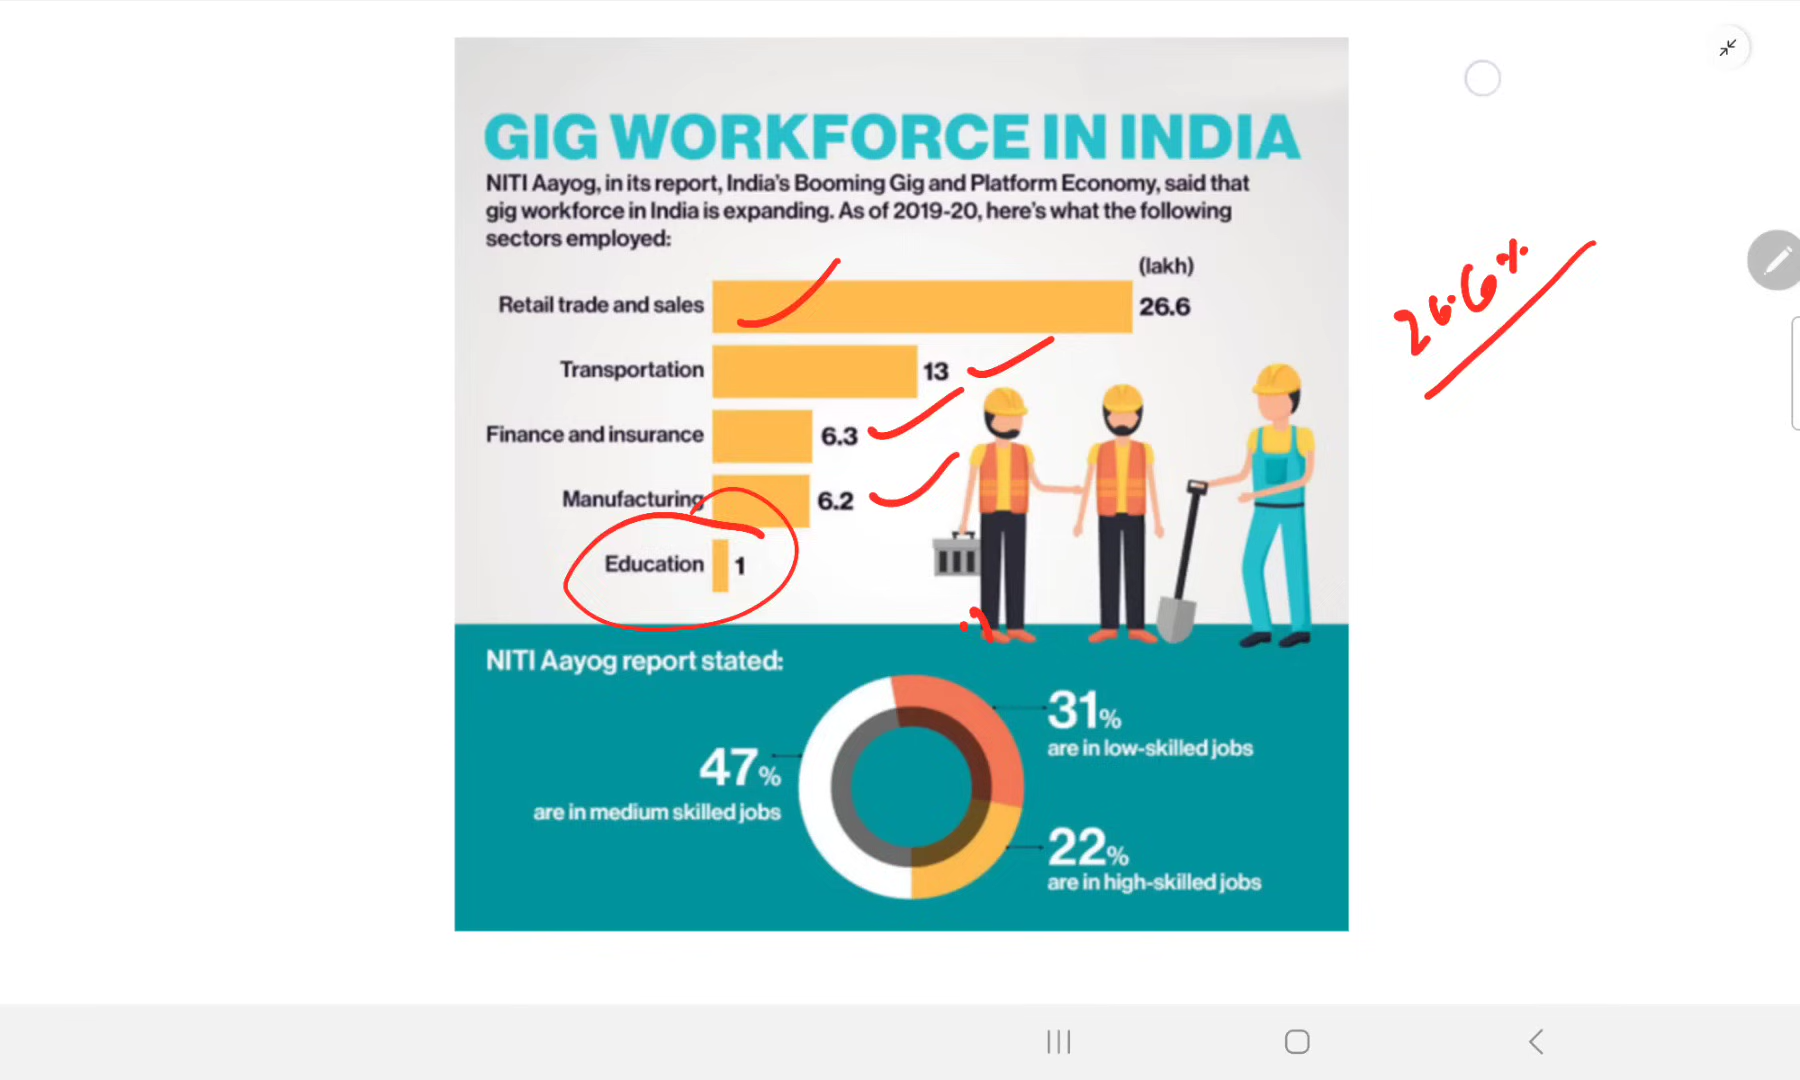 GIG WORKFORCE IN INDIA
NITI Aayog, in its report, India's Booming Gig and Platform Economy, said that
gig workforce in India is expanding. As of 2019-20, here's what the following
sectors employed:
(lakh)
Retail trade and sales 26.6
Transportation 13
Finance and insurance 6.3
Manufacturing 6.2
Education 1
26.6%
NITI Aayog report stated:
31%
are in low-skilled jobs
47%
are in medium skilled jobs
22%
are in high-skilled jobs